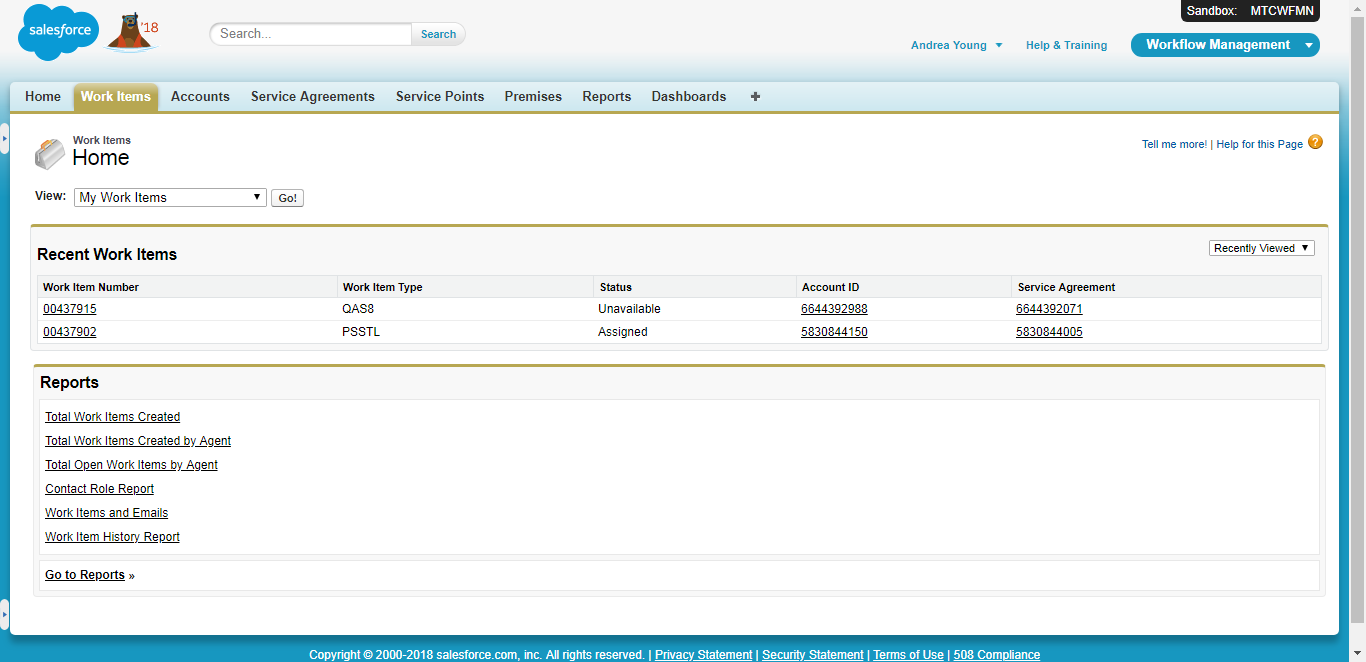 Sandbox: MTCWFMN
salesforce
'18
Search...
Search
Andrea Young
Help & Training
Workflow Management
Home
Work Items
Accounts
Service Agreements
Service Points
Premises
Reports
Dashboards
+
Work Items
Home
Tell me more! | Help for this Page ?
View: My Work Items Go!
Recent Work Items
Recently Viewed
Work Item Number Work Item Type Status Account ID Service Agreement
00437915 QAS8 Unavailable 6644392988 6644392071
00437902 PSSTL Assigned 5830844150 5830844005
Reports
Total Work Items Created
Total Work Items Created by Agent
Total Open Work Items by Agent
Contact Role Report
Work Items and Emails
Work Item History Report
Go to Reports »
Copyright © 2000-2018 salesforce.com, inc. All rights reserved. | Privacy Statement | Security Statement | Terms of Use | 508 Compliance